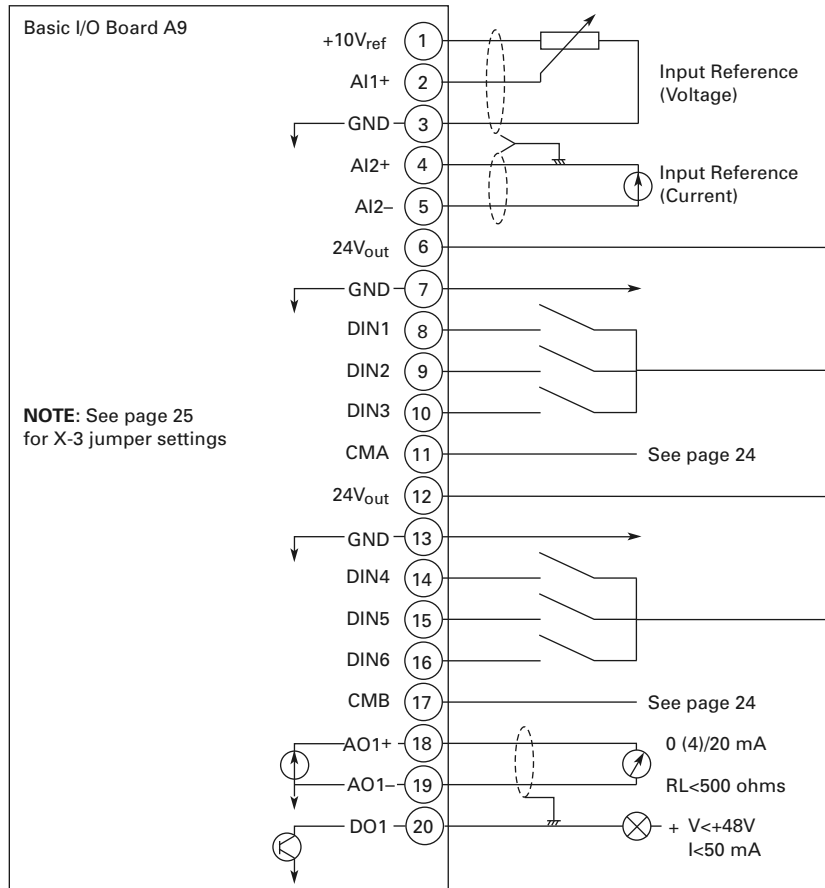 Basic I/O Board A9
+10Vref 1
AI1+ 2
Input Reference
(Voltage)
GND 3
AI2+ 4
Input Reference
(Current)
AI2– 5
24Vout 6
GND 7
DIN1 8
DIN2 9
DIN3 10
NOTE: See page 25
for X-3 jumper settings
CMA 11 See page 24
24Vout 12
GND 13
DIN4 14
DIN5 15
DIN6 16
CMB 17 See page 24
AO1+ 18 0 (4)/20 mA
AO1– 19 RL<500 ohms
DO1 20 + V<+48V
I<50 mA